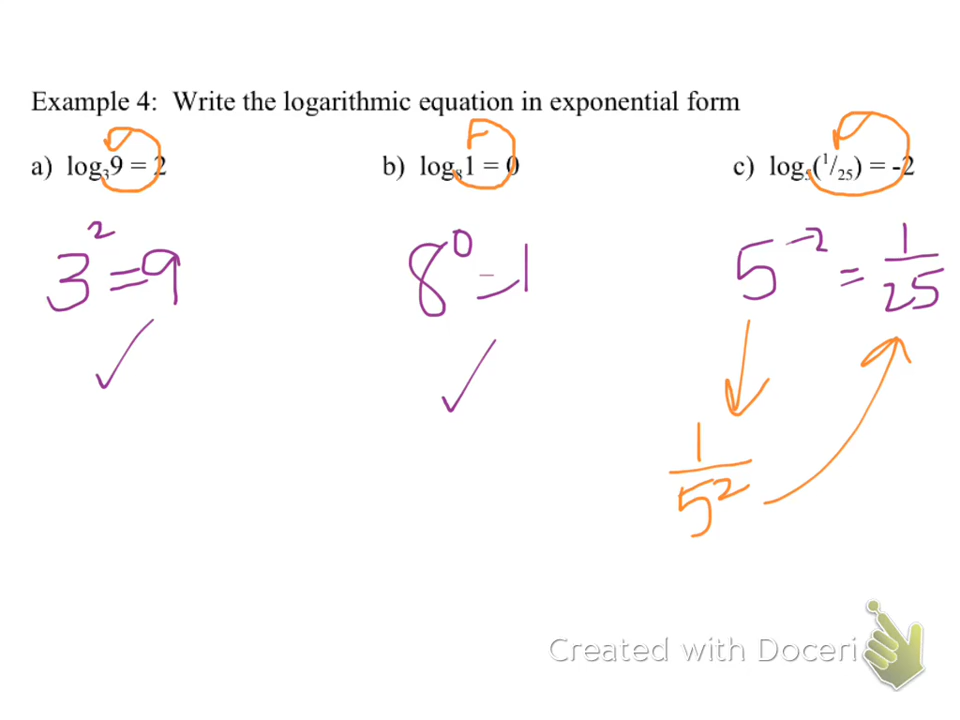 Example 4: Write the logarithmic equation in exponential form
a) log₃9 = 2 b) log₈1 = 0 c) log₅(¹/₂₅) = -2
3² = 9 8⁰ = 1 5⁻² = 1/25
1/5²
Created with Doceri